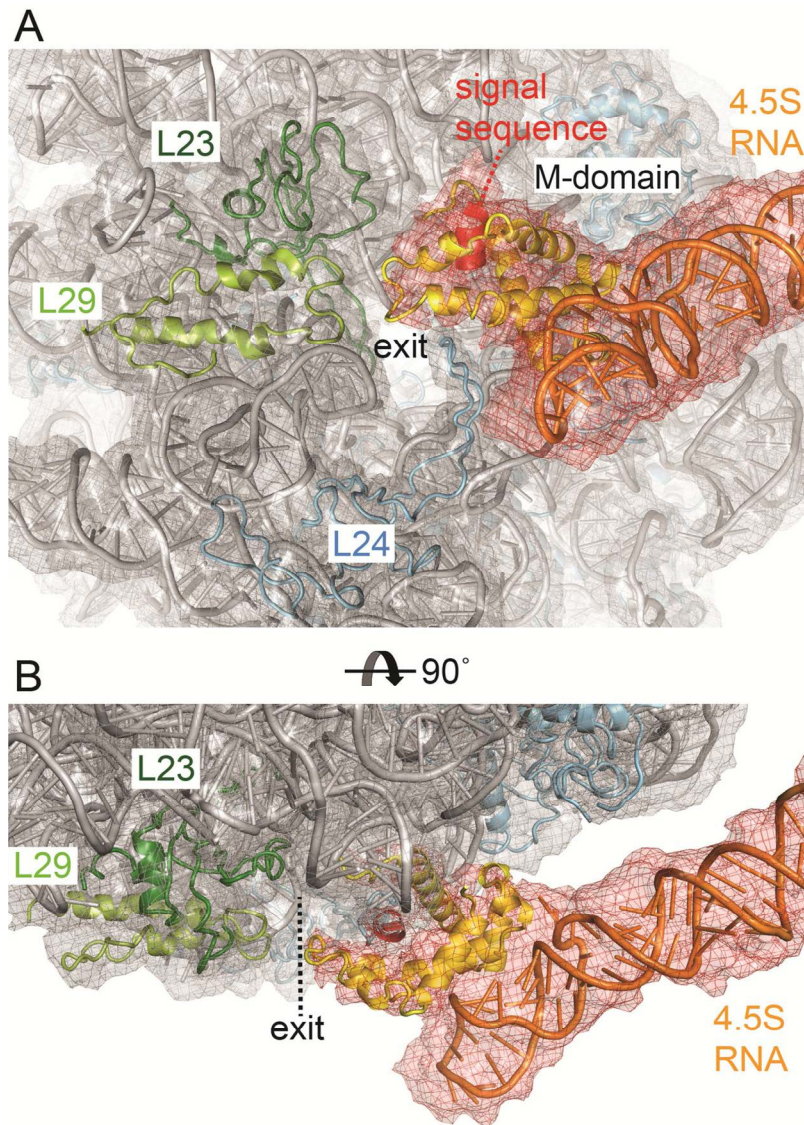 A
L23
signal
sequence
4.5S
RNA
M-domain
L29
exit
L24
B
90°
L23
L29
exit
4.5S
RNA